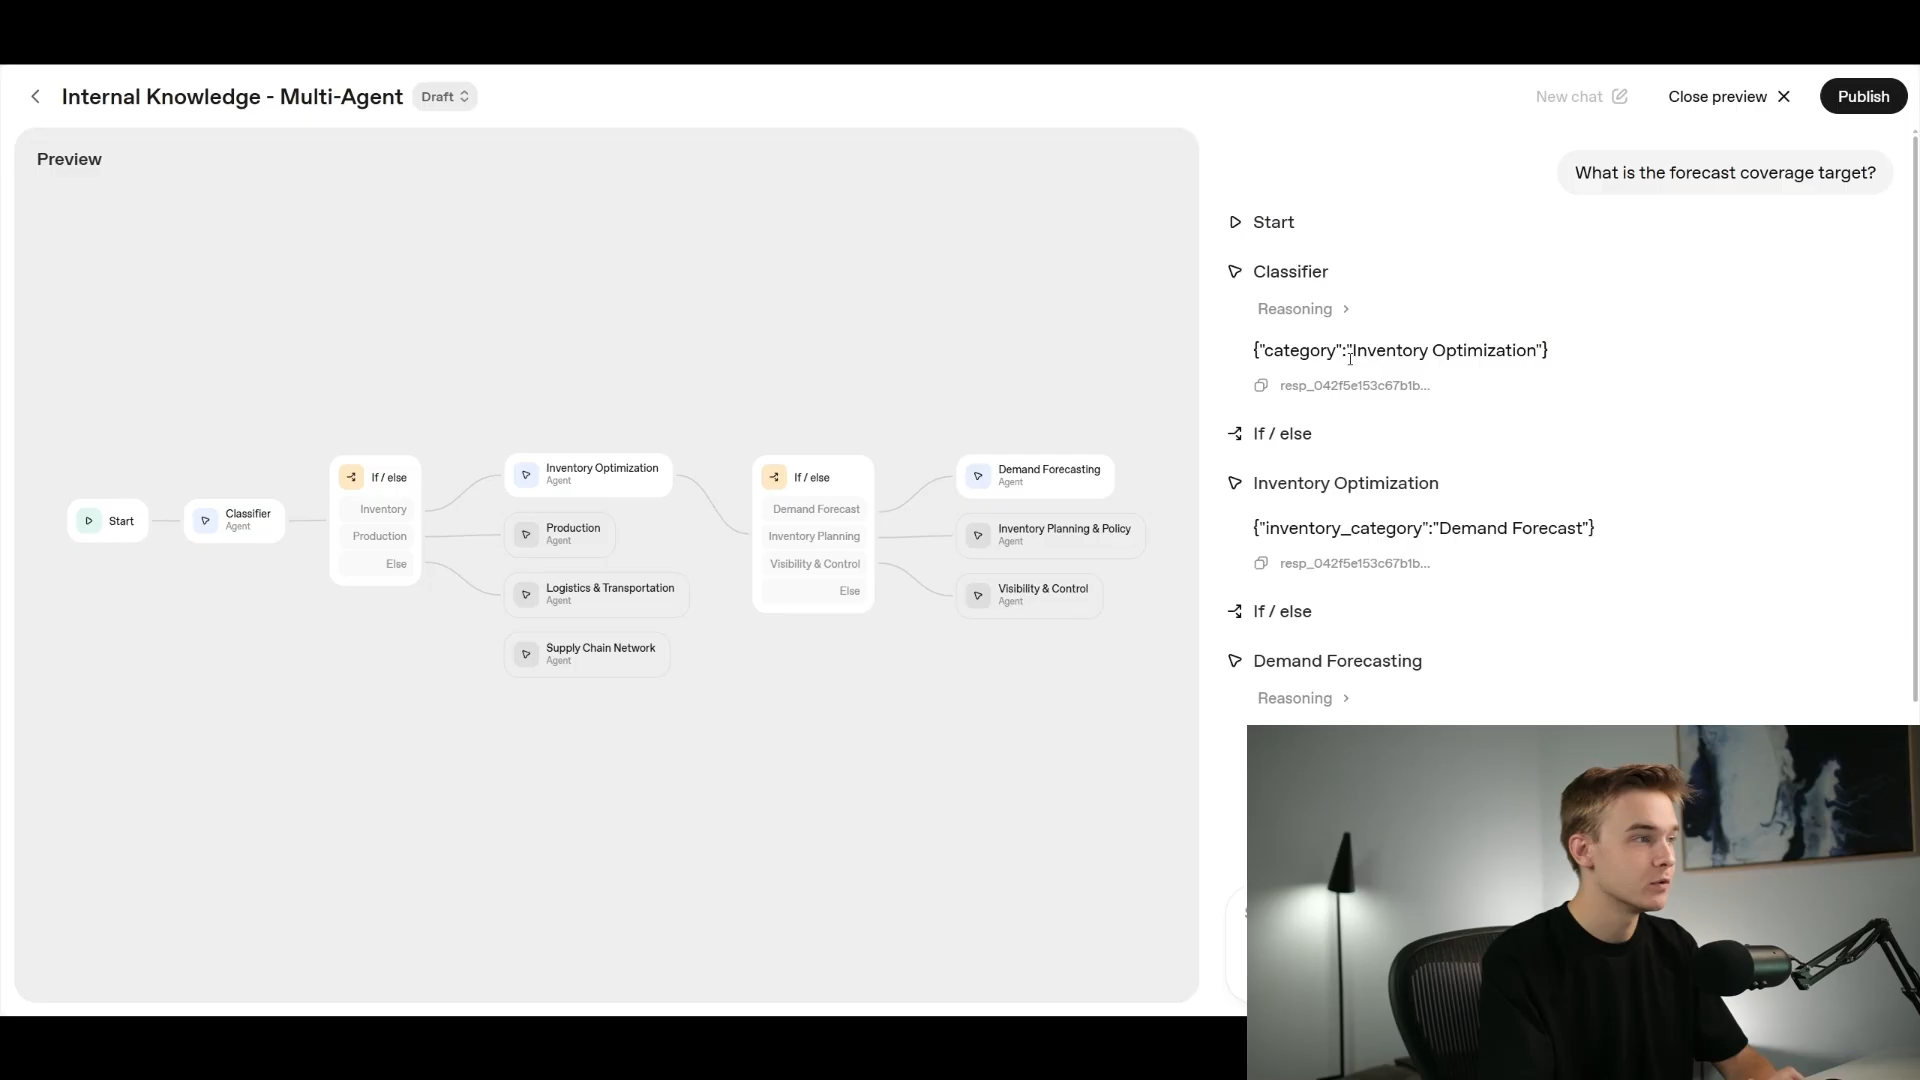 Internal Knowledge - Multi-Agent
Draft
New chat
Close preview
Publish
Preview
Start
Classifier
Agent
If / else
Inventory
Production
Else
Inventory Optimization
Agent
Production
Agent
Logistics & Transportation
Agent
Supply Chain Network
Agent
If / else
Demand Forecast
Inventory Planning
Visibility & Control
Else
Demand Forecasting
Agent
Inventory Planning & Policy
Agent
Visibility & Control
Agent
What is the forecast coverage target?
Start
Classifier
Reasoning
{"category":"Inventory Optimization"}
resp_042f5e153c67b1b...
If / else
Inventory Optimization
{"inventory_category":"Demand Forecast"}
resp_042f5e153c67b1b...
If / else
Demand Forecasting
Reasoning